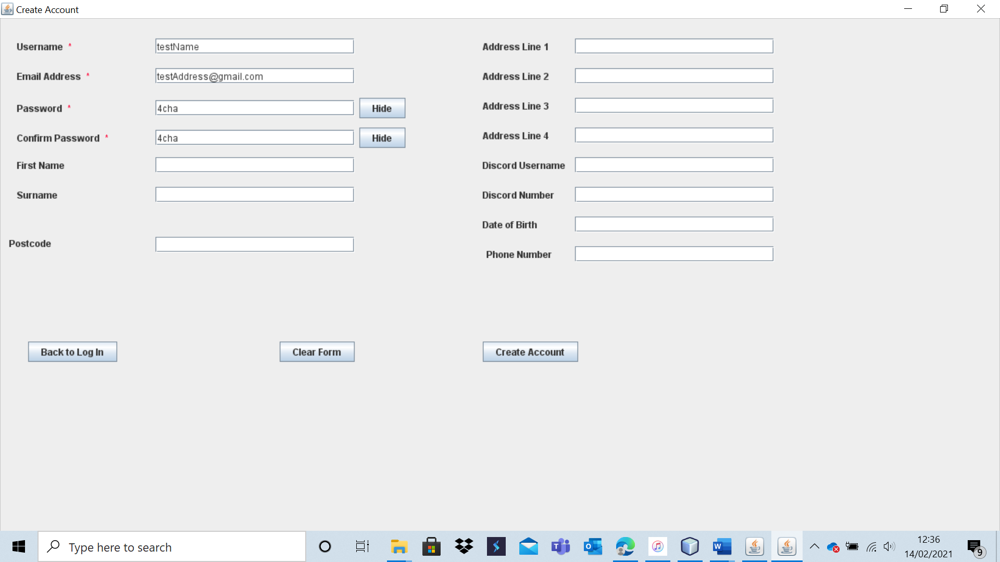 Create Account
Username *
testName
Email Address *
testAddress@gmail.com
Password *
4cha
Hide
Confirm Password *
4cha
Hide
First Name
Surname
Postcode
Address Line 1
Address Line 2
Address Line 3
Address Line 4
Discord Username
Discord Number
Date of Birth
Phone Number
Back to Log In
Clear Form
Create Account
Type here to search
12:36
14/02/2021
9